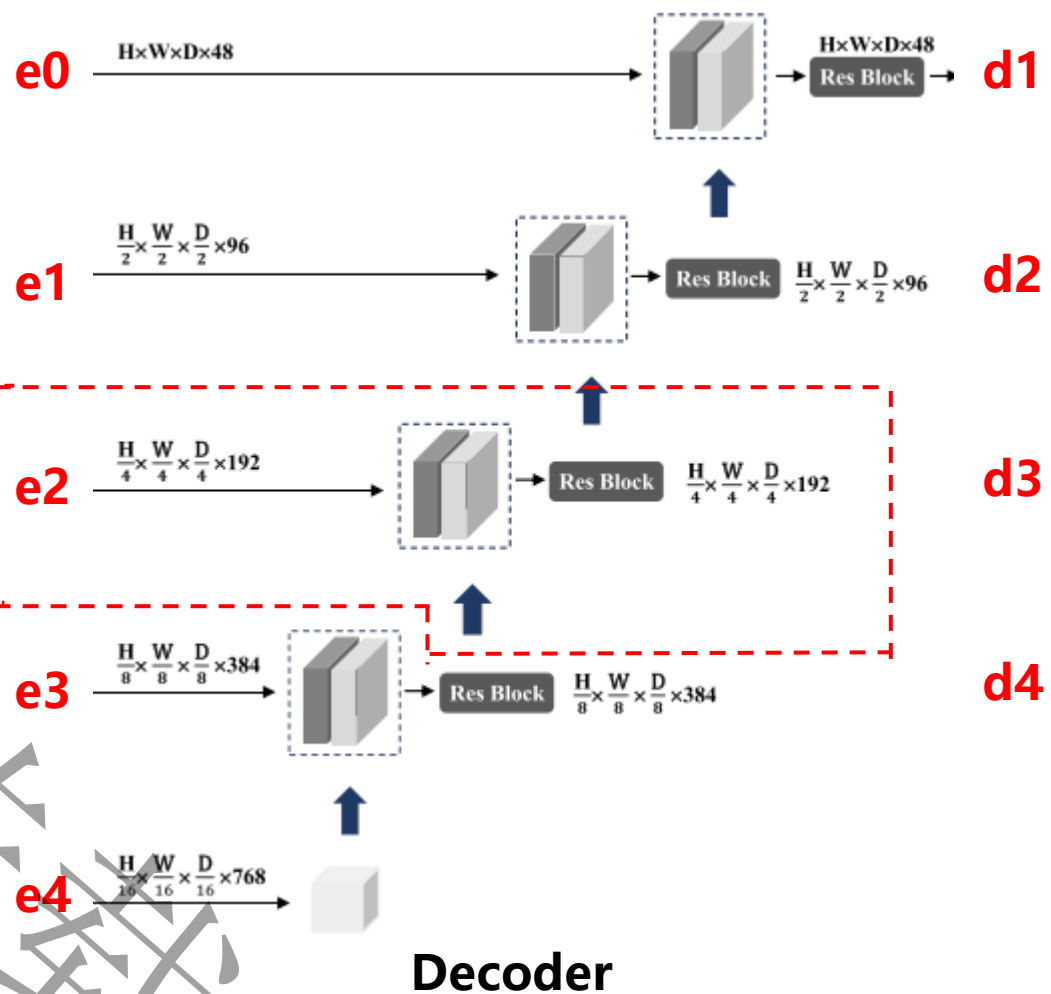 e0 H×W×D×48 H×W×D×48 Res Block d1
e1 H/2 × W/2 × D/2 ×96 Res Block H/2 × W/2 × D/2 ×96 d2
e2 H/4 × W/4 × D/4 ×192 Res Block H/4 × W/4 × D/4 ×192 d3
e3 H/8 × W/8 × D/8 ×384 Res Block H/8 × W/8 × D/8 ×384 d4
e4 H/16 × W/16 × D/16 ×768
Decoder